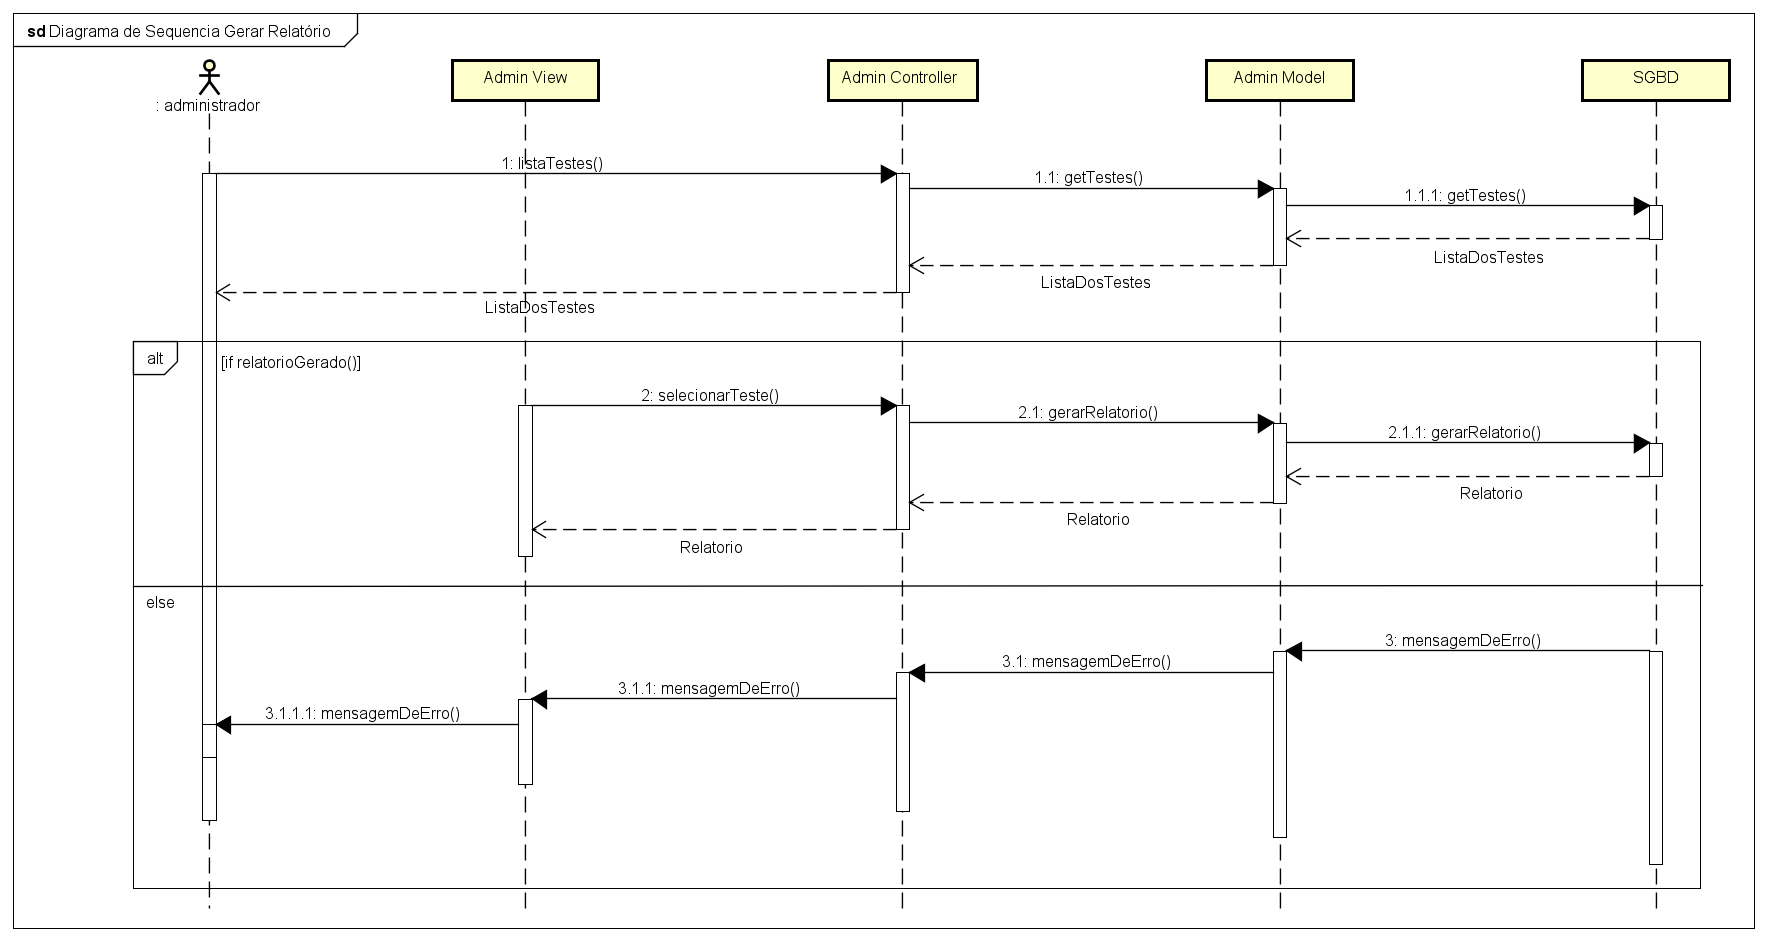 sd Diagrama de Sequencia Gerar Relatório
: administrador
Admin View
Admin Controller
Admin Model
SGBD
1: listaTestes()
1.1: getTestes()
1.1.1: getTestes()
ListaDosTestes
ListaDosTestes
ListaDosTestes
alt
[if relatorioGerado()]
2: selecionarTeste()
2.1: gerarRelatorio()
2.1.1: gerarRelatorio()
Relatorio
Relatorio
Relatorio
else
3: mensagemDeErro()
3.1: mensagemDeErro()
3.1.1: mensagemDeErro()
3.1.1.1: mensagemDeErro()